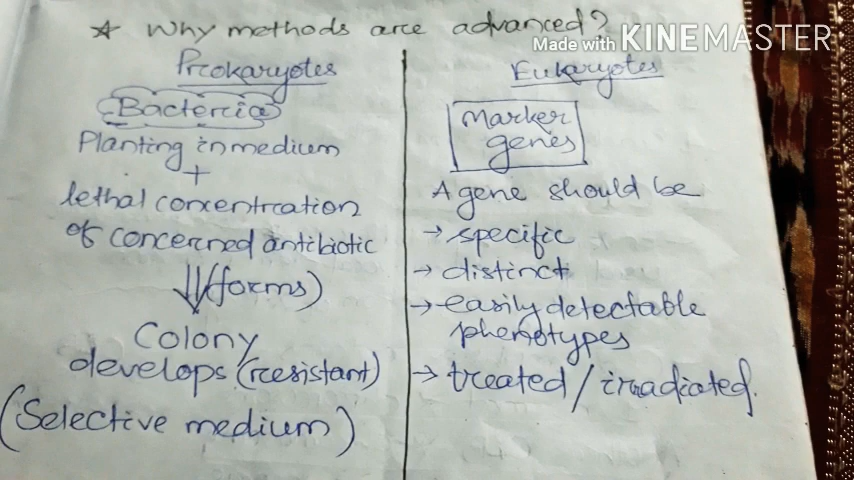 * Why methods are advanced?
Made with KINEMASTER
Prokaryotes
Bacteria
Planting in medium
+
lethal concentration
of concerned antibiotic
⇓ (forms)
Colony
develops (resistant)
(Selective medium)
Eukaryotes
Marker
genes
A gene should be
→ specific
→ distinct
→ easily detectable
phenotypes
→ treated / irradiated.